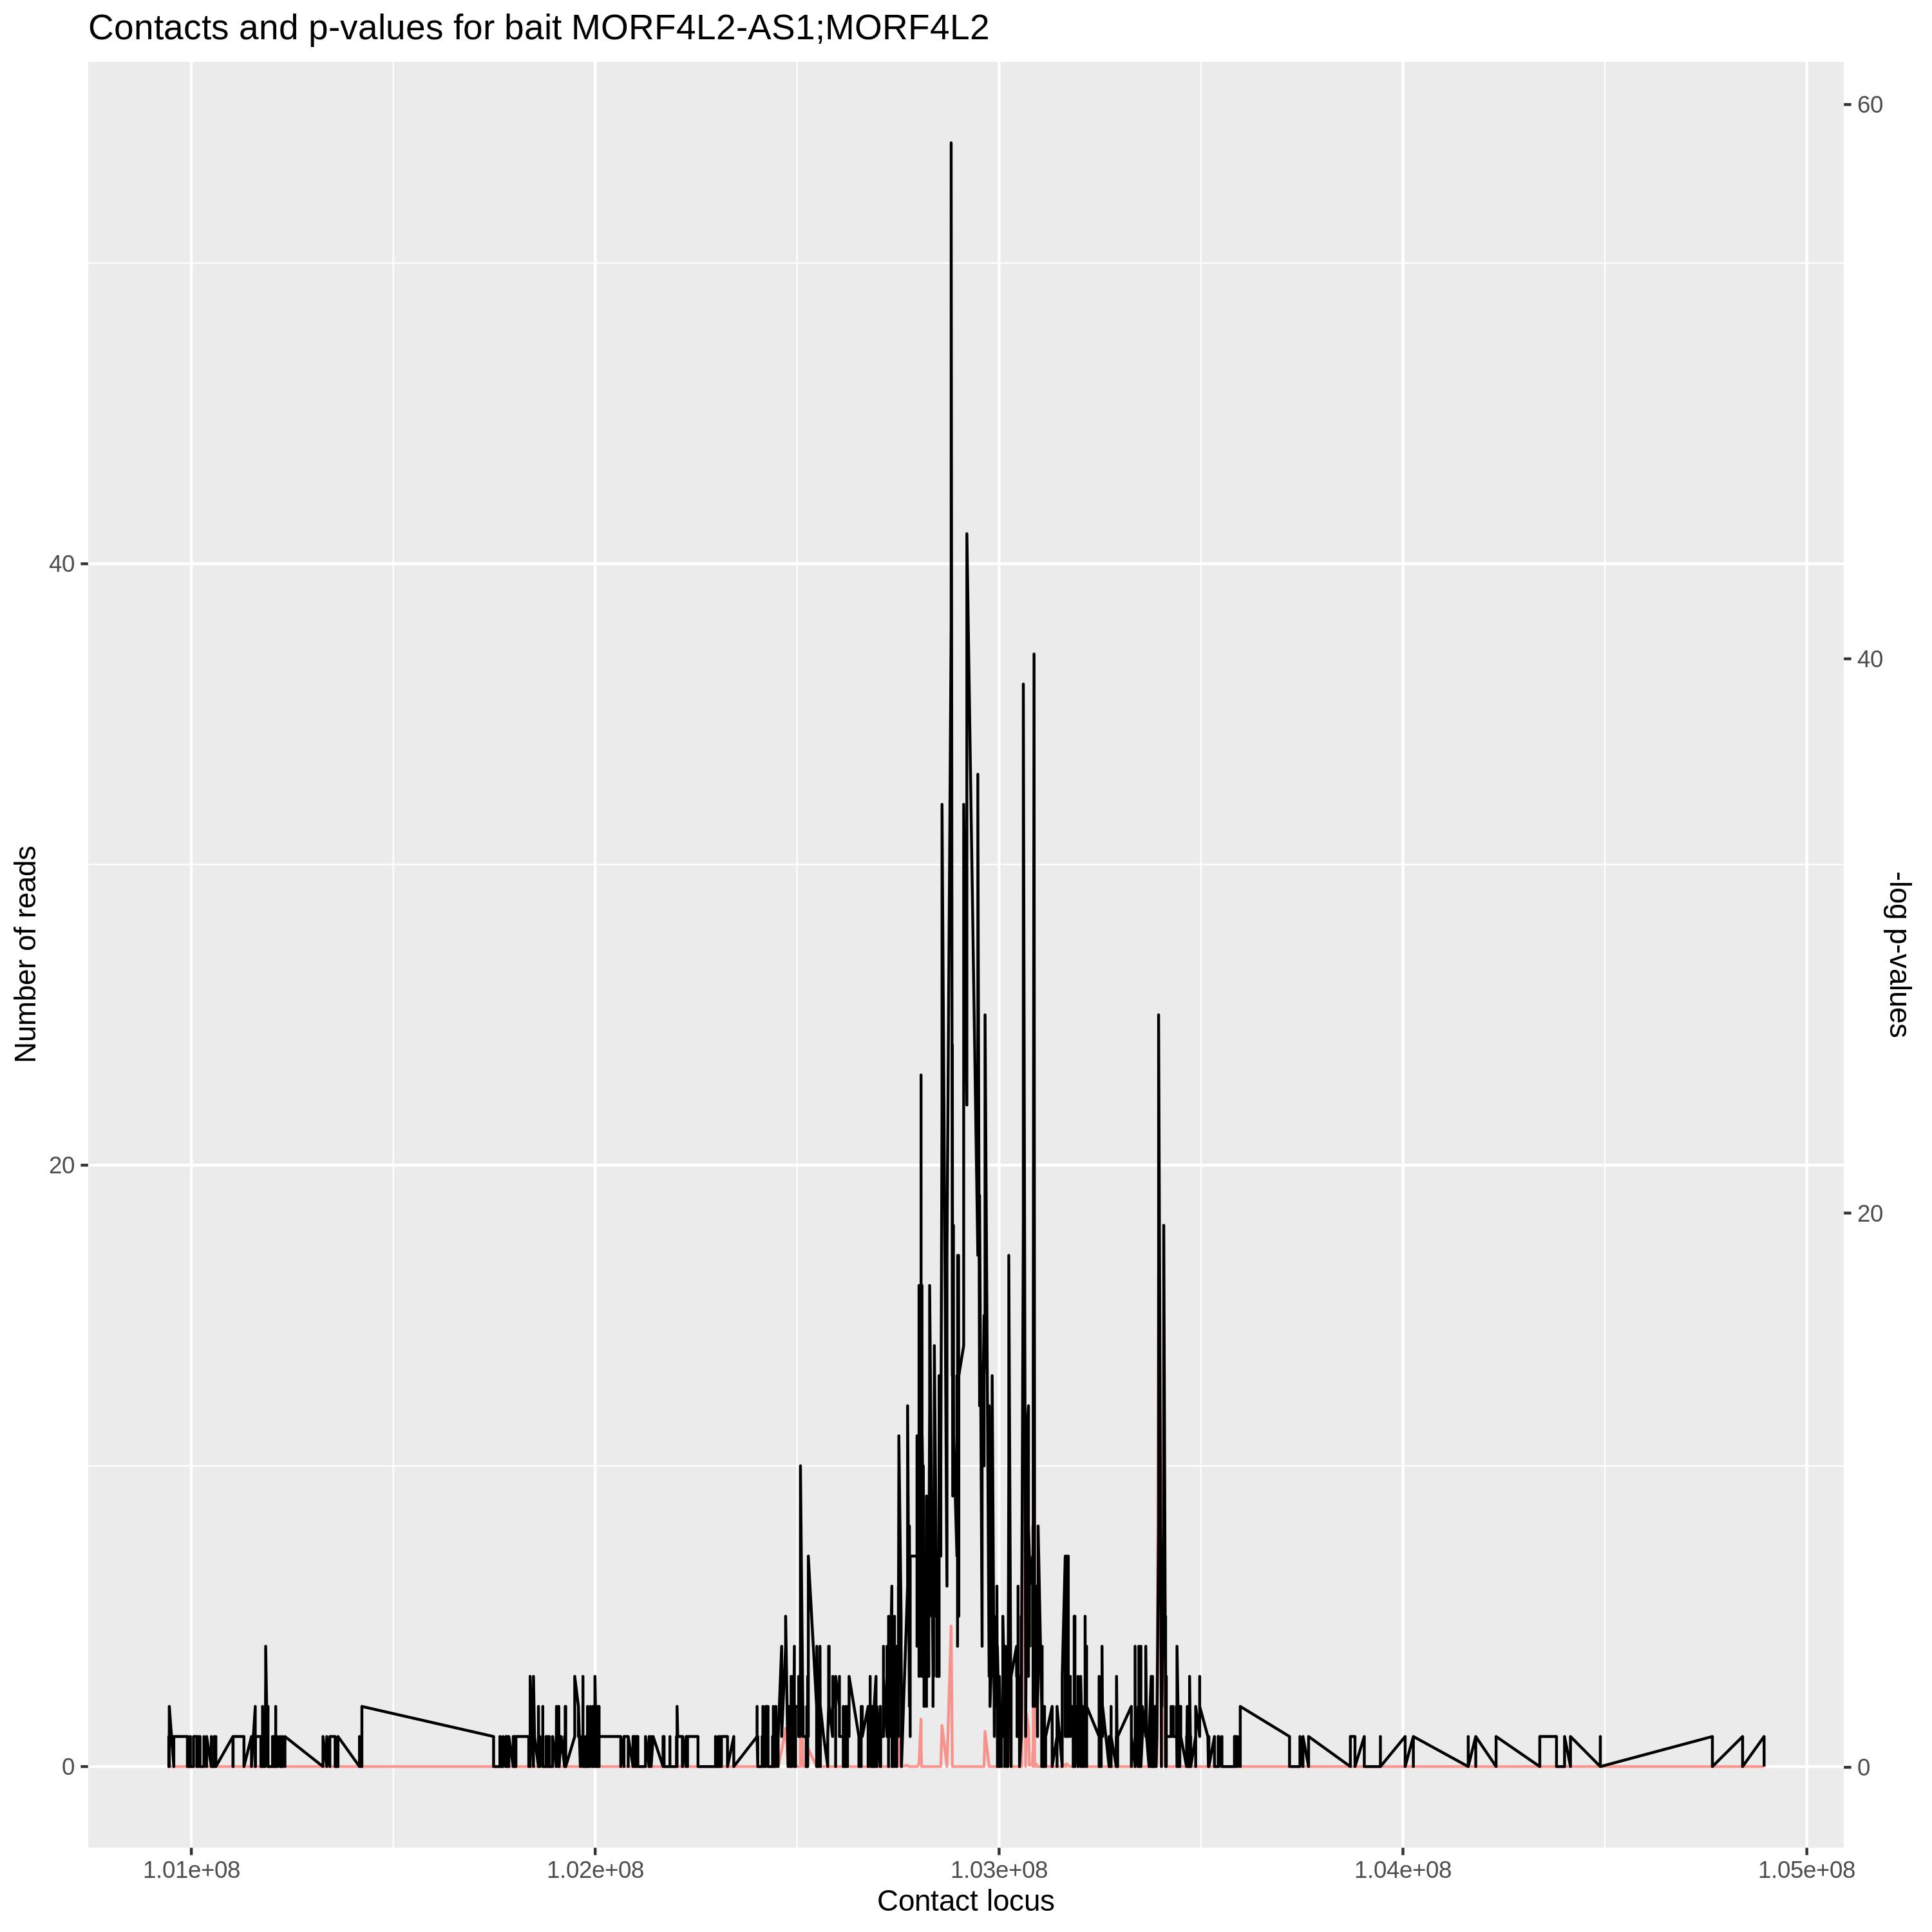 Contacts and p-values for bait MORF4L2-AS1;MORF4L2
60
40
40
20
20
0
0
Number of reads
-log p-values
1.01e+08 1.02e+08 1.03e+08 1.04e+08 1.05e+08
Contact locus